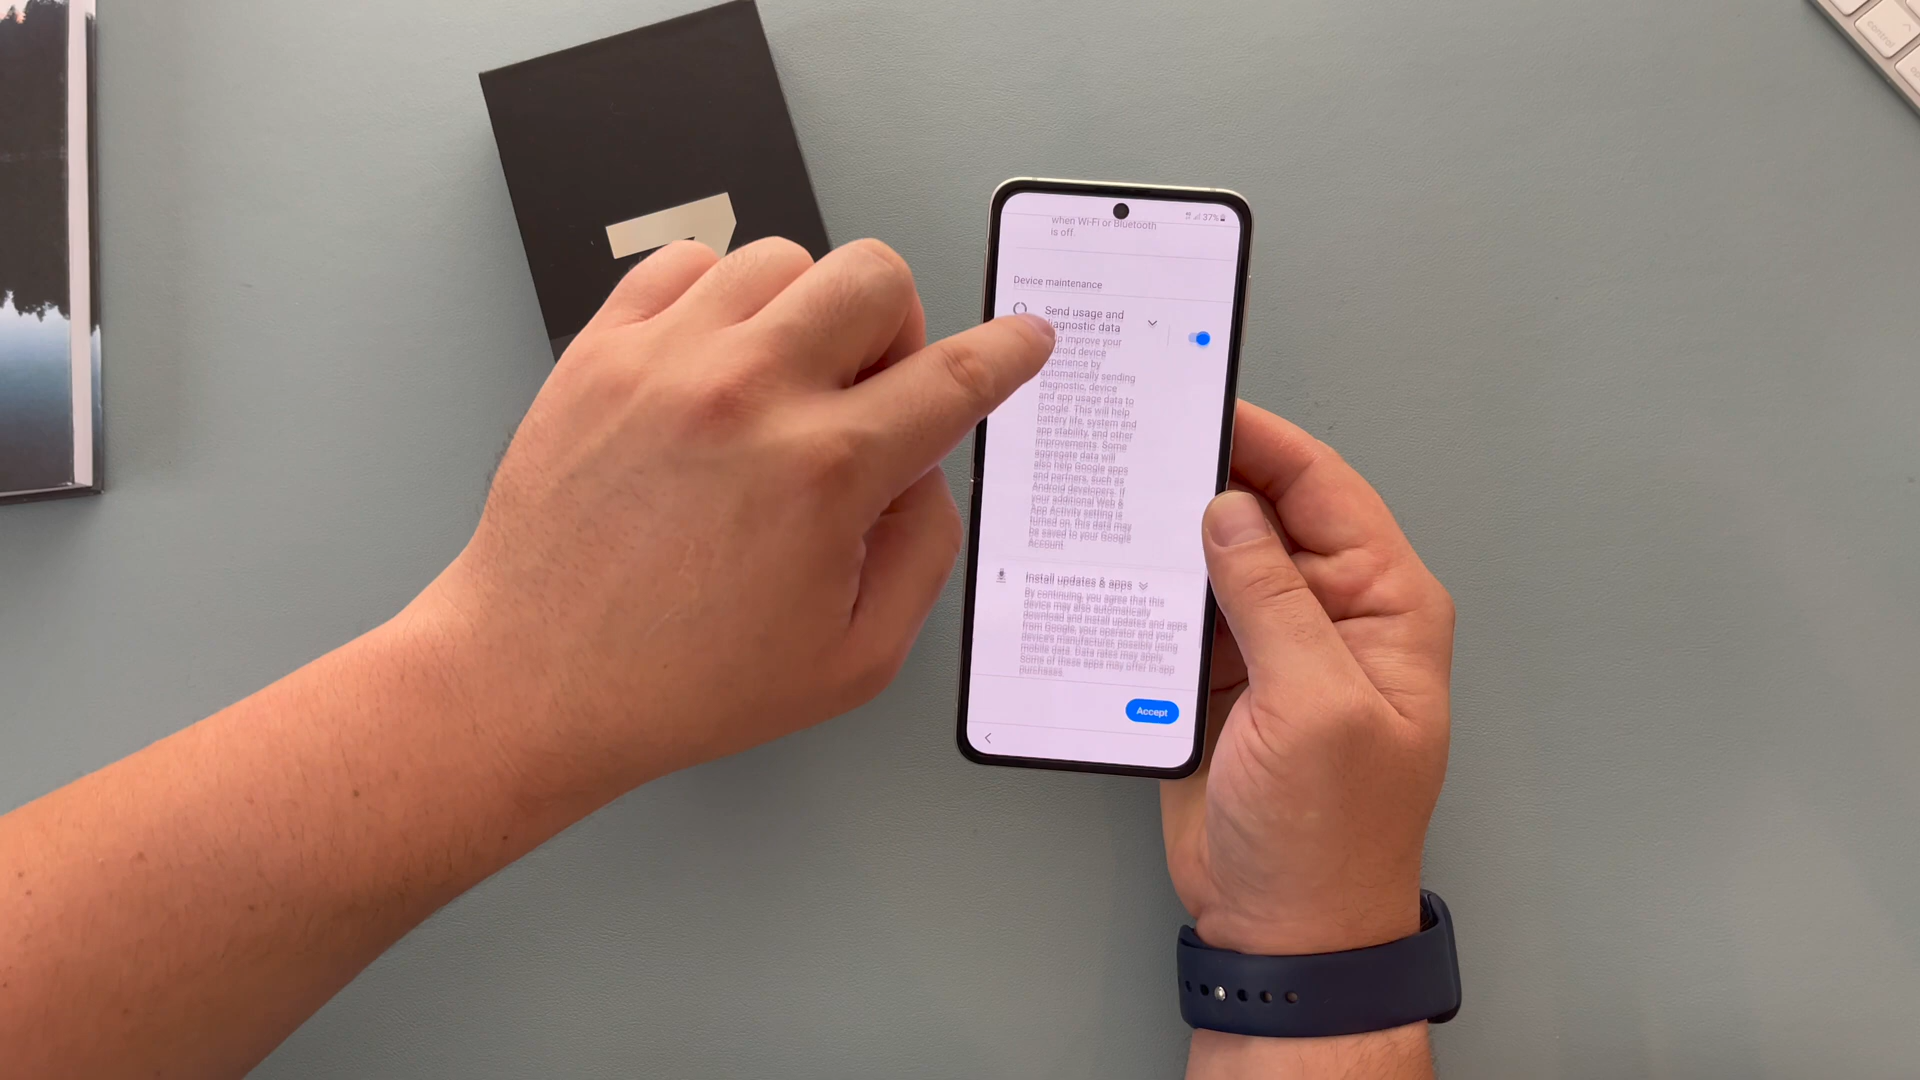 37%
when Wi-Fi or Bluetooth
is off.
Device maintenance
Send usage and
diagnostic data
improve your
device
experience by
automatically sending
diagnostic, device
and app usage data to
Google. This will help
battery life, system and
app stability, and other
improvements. Some
aggregate data will
also help Google apps
and partners, such as
Android developers. If
your additional Web &
App Activity setting is
turned on, this data may
be saved to your Google
Account.
Install updates & apps
By continuing, you agree that this
device may also automatically
download and install updates and apps
from Google, your operator and your
device's manufacturer, possibly using
mobile data. Data rates may apply.
Some of these apps may offer in-app
purchases.
Accept
control